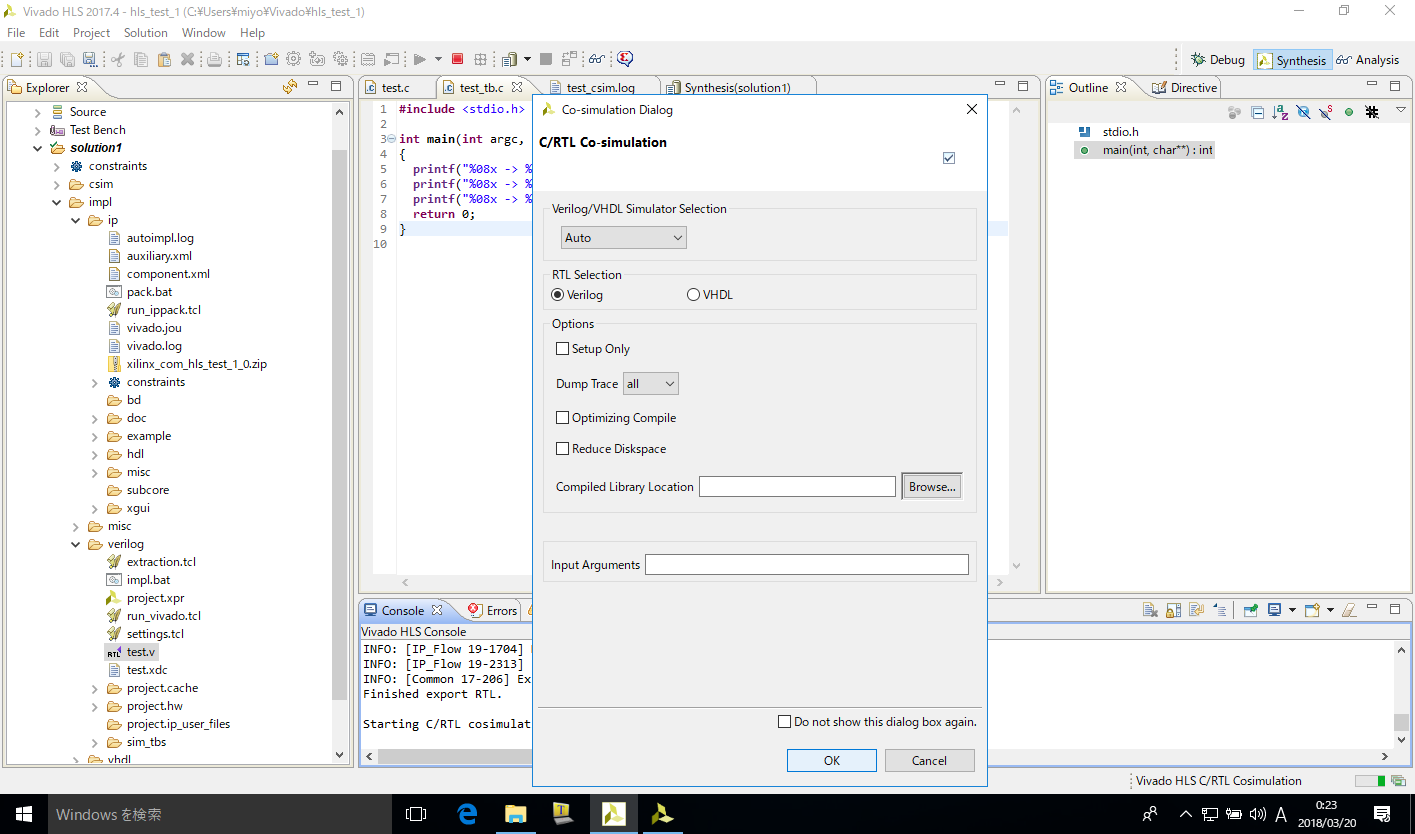 Vivado HLS 2017.4 - hls_test_1 (C:¥Users¥miyo¥Vivado¥hls_test_1)
File Edit Project Solution Window Help
Debug Synthesis Analysis
Explorer
Source
Test Bench
solution1
constraints
csim
impl
ip
autoimpl.log
auxiliary.xml
component.xml
pack.bat
run_ippack.tcl
vivado.jou
vivado.log
xilinx_com_hls_test_1_0.zip
constraints
bd
doc
example
hdl
misc
subcore
xgui
misc
verilog
extraction.tcl
impl.bat
project.xpr
run_vivado.tcl
settings.tcl
RTL test.v
test.xdc
project.cache
project.hw
project.ip_user_files
sim_tbs
vhdl
test.c test_tb.c test_csim.log Synthesis(solution1)
1 #include <stdio.h>
2
3 int main(int argc,
4 {
5 printf("%08x -> %
6 printf("%08x -> %
7 printf("%08x -> %
8 return 0;
9 }
10
Co-simulation Dialog
C/RTL Co-simulation
Verilog/VHDL Simulator Selection
Auto
RTL Selection
Verilog VHDL
Options
Setup Only
Dump Trace all
Optimizing Compile
Reduce Diskspace
Compiled Library Location Browse...
Input Arguments
Do not show this dialog box again.
OK Cancel
Outline Directive
stdio.h
main(int, char**) : int
Console Errors
Vivado HLS Console
INFO: [IP_Flow 19-1704]
INFO: [IP_Flow 19-2313]
INFO: [Common 17-206] Ex
Finished export RTL.
Starting C/RTL cosimulat
Vivado HLS C/RTL Cosimulation
Windows を検索
A
0:23
2018/03/20